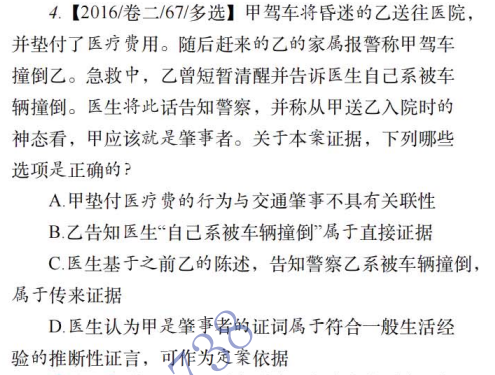 4.【2016/卷二/67/多选】甲驾车将昏迷的乙送往医院，
并垫付了医疗费用。随后赶来的乙的家属报警称甲驾车
撞倒乙。急救中，乙曾短暂清醒并告诉医生自己系被车
辆撞倒。医生将此话告知警察，并称从甲送乙入院时的
神态看，甲应该就是肇事者。关于本案证据，下列哪些
选项是正确的？
A.甲垫付医疗费的行为与交通肇事不具有关联性
B.乙告知医生“自己系被车辆撞倒”属于直接证据
C.医生基于之前乙的陈述，告知警察乙系被车辆撞倒，
属于传来证据
D.医生认为甲是肇事者的证词属于符合一般生活经
验的推断性证言，可作为定案依据
738